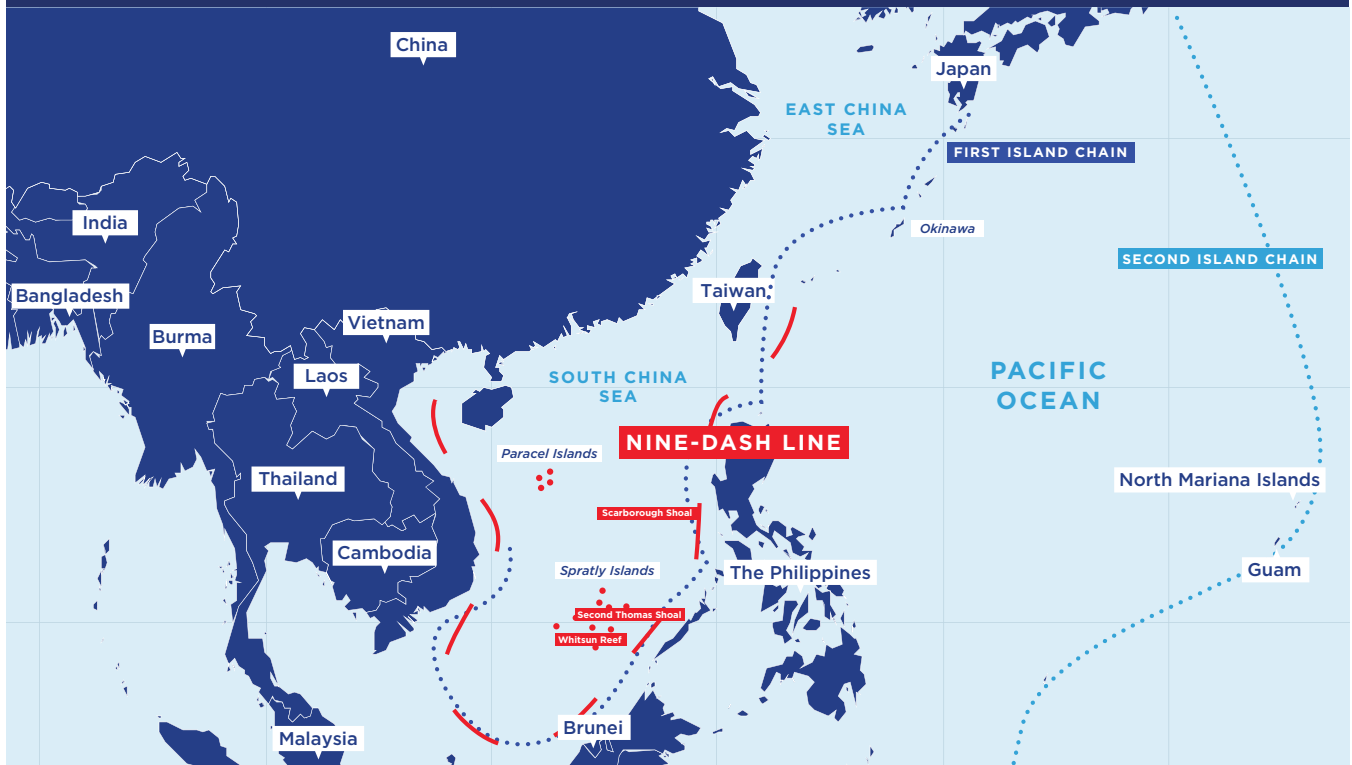 China
Japan
EAST CHINA
SEA
FIRST ISLAND CHAIN
India
Okinawa
SECOND ISLAND CHAIN
Bangladesh
Taiwan
Vietnam
Burma
Laos
SOUTH CHINA
SEA
PACIFIC
OCEAN
NINE-DASH LINE
Paracel Islands
Thailand
North Mariana Islands
Scarborough Shoal
Cambodia
Spratly Islands
The Philippines
Guam
Second Thomas Shoal
Whitsun Reef
Brunei
Malaysia